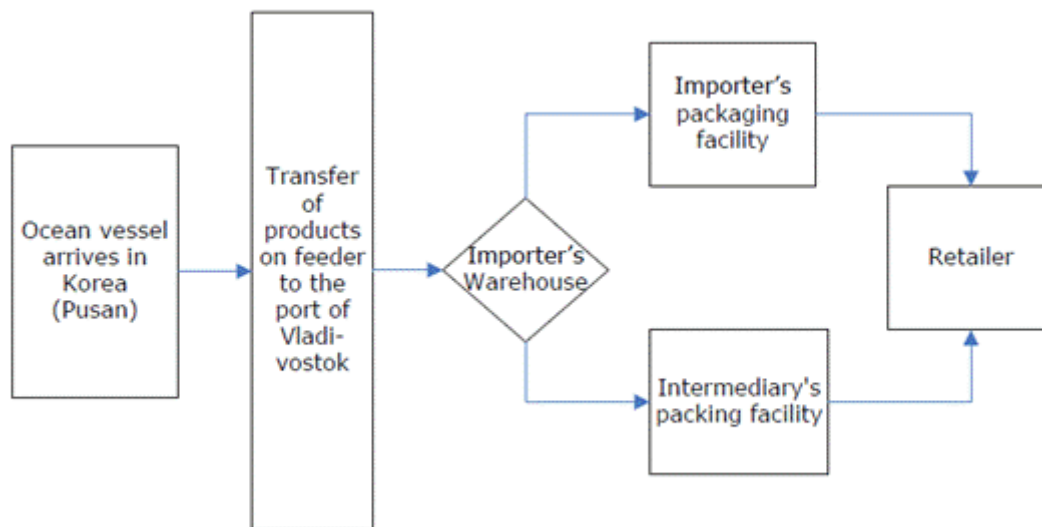 Ocean vessel
arrives in
Korea
(Pusan)
Transfer
of
products
on feeder
to the
port of
Vladi-
vostok
Importer’s
Warehouse
Importer’s
packaging
facility
Intermediary's
packing facility
Retailer